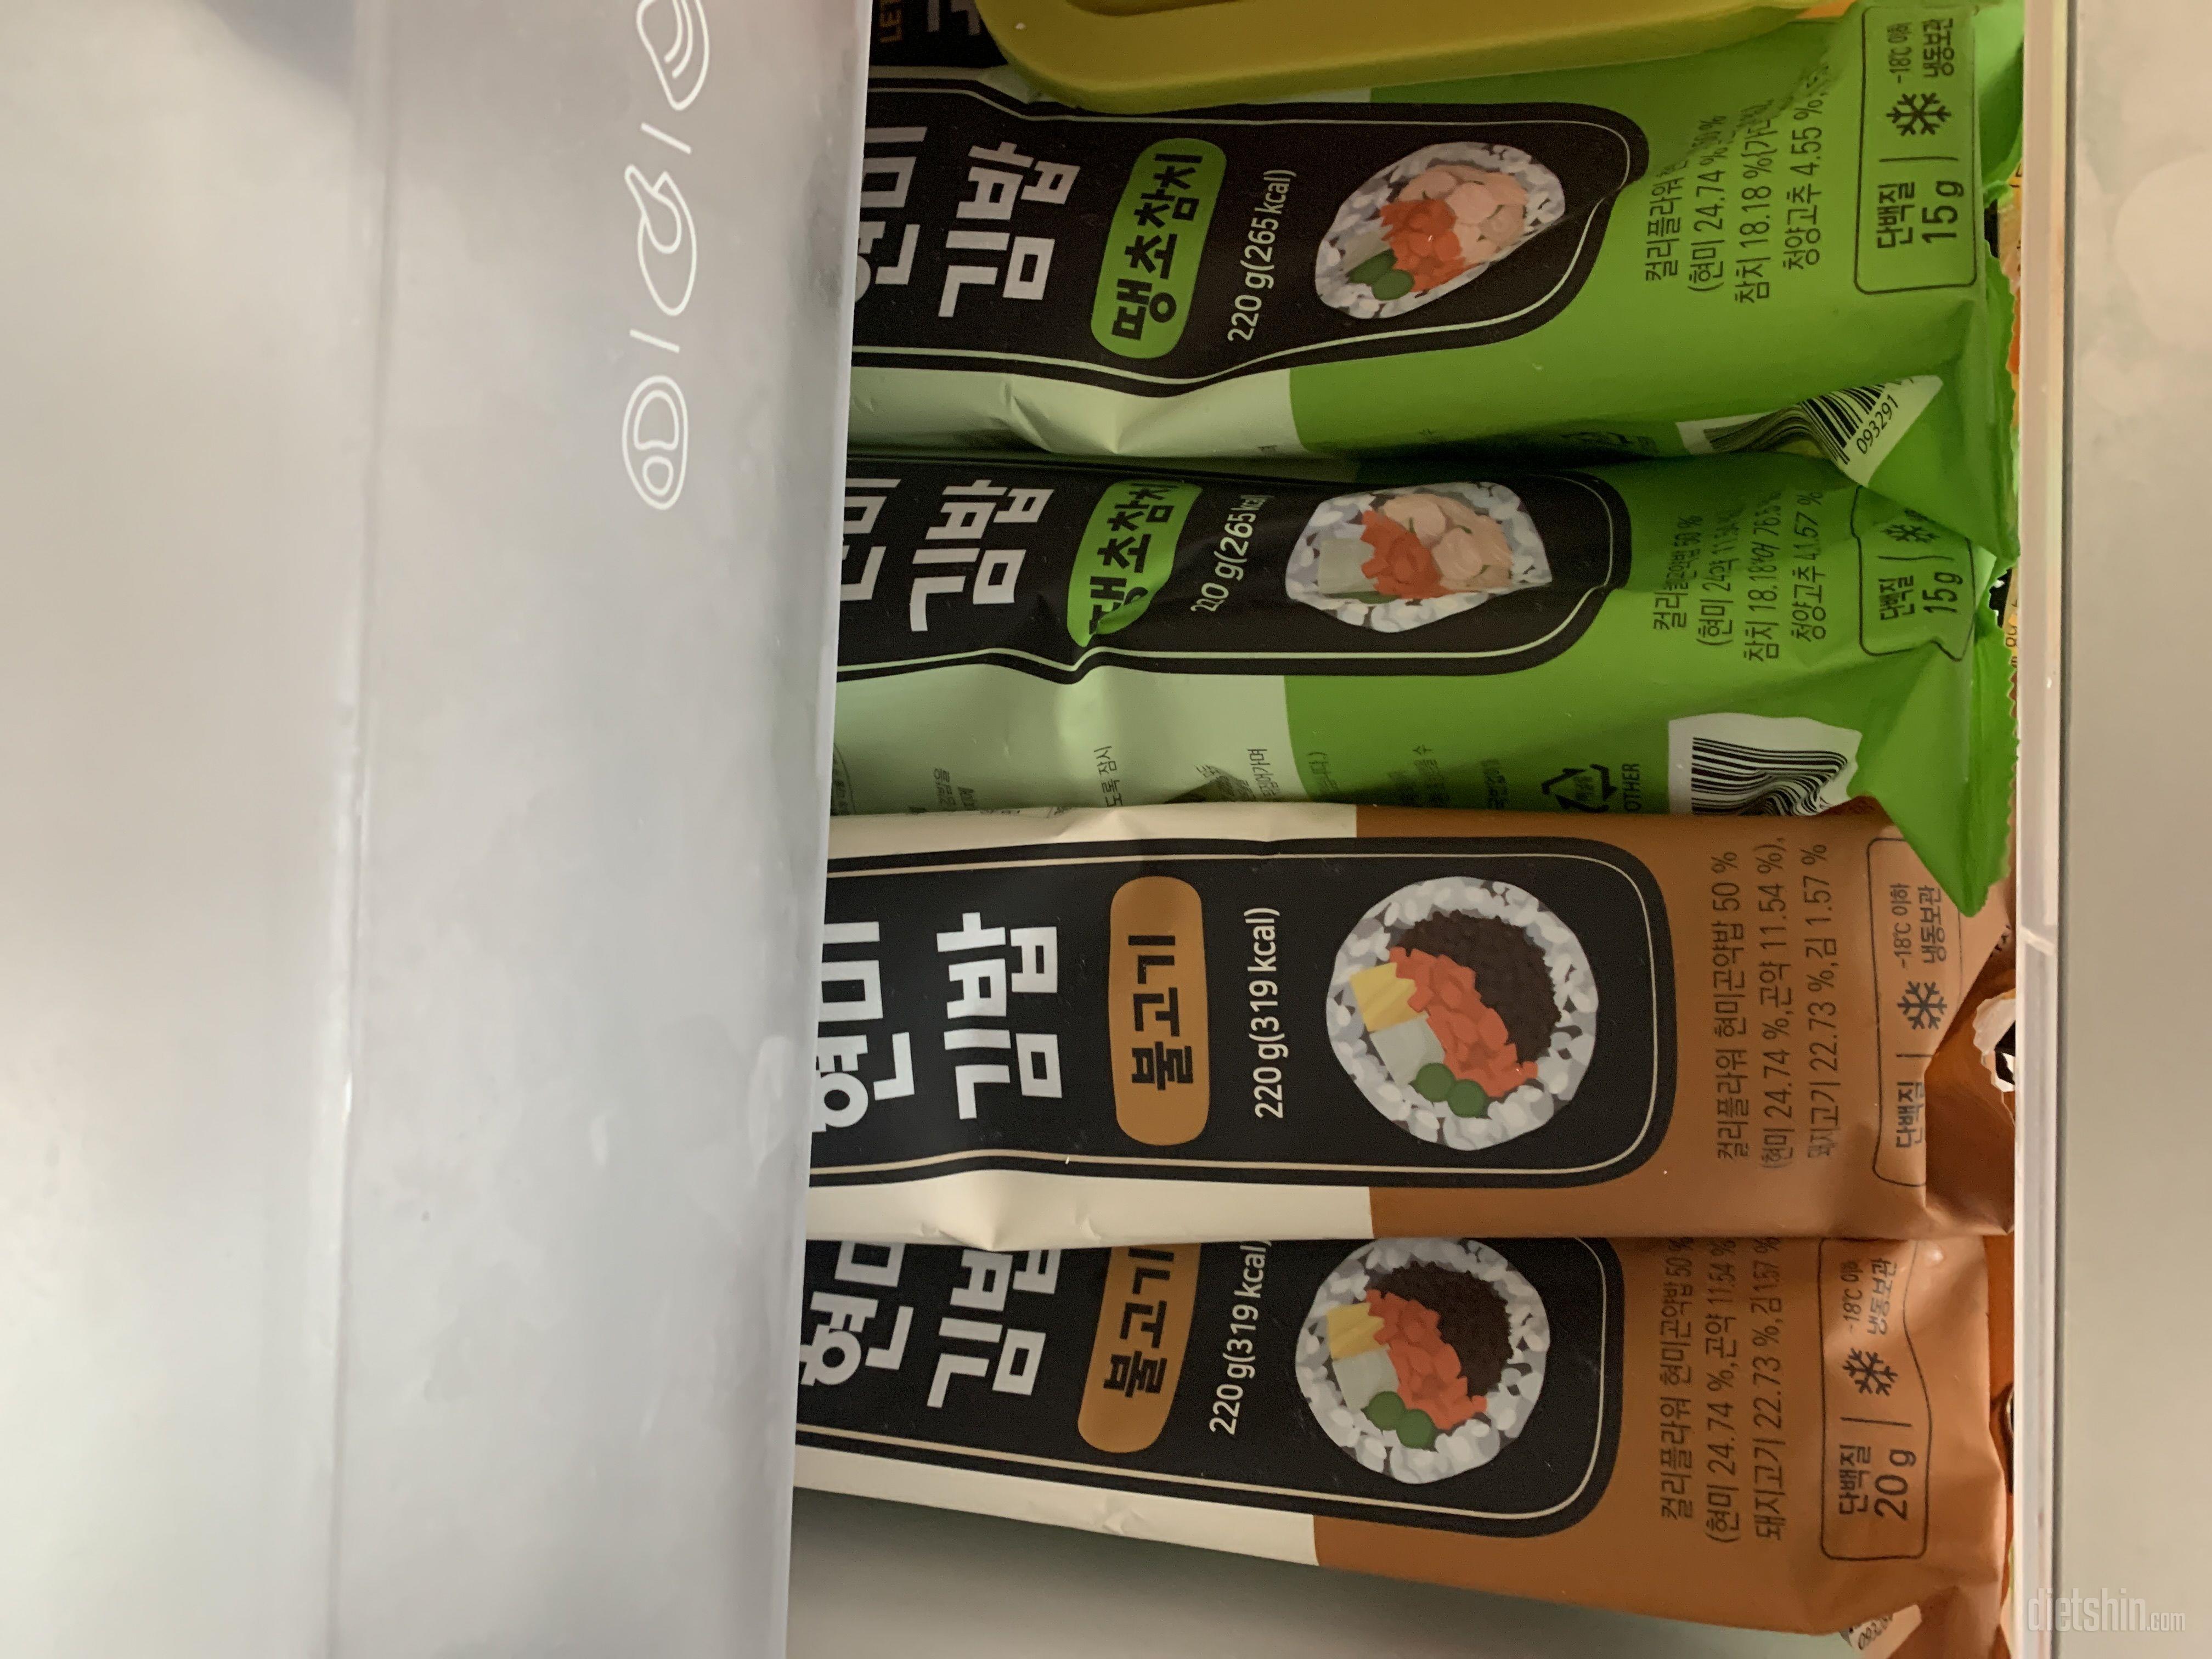 현미
김밥
땡초참치
220 g(265 kcal)
컬리플라워
(현미 24.74 %
참치 18.18 %
청양고추 4.55 %
단백질
15 g
-18℃ 이하
냉동보관
093291
김밥
땡초참치
220 g(265 kcal)
참치 18.18
청양고추
단백질
15 g
도록 잠시
OTHER
현미
김밥
불고기
220 g(319 kcal)
컬리플라워 현미곤약밥 50 %
(현미 24.74 %,곤약 11.54 %),
돼지고기 22.73 %,김 1.57 %
단백질
-18℃ 이하
냉동보관
현미
김밥
불고기
220 g(319 kcal)
컬리플라워 현미곤약밥 50 %
(현미 24.74 %,곤약 11.54 %
돼지고기 22.73 %,김 1.57 %
단백질
20 g
-18℃ 이하
냉동보관
dietshin.com